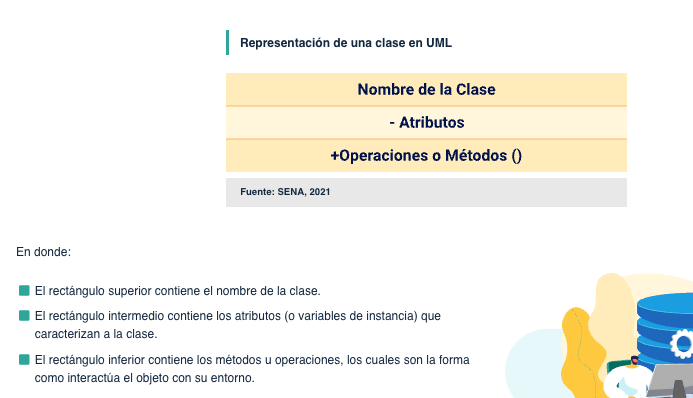 Representación de una clase en UML
Nombre de la Clase
- Atributos
+Operaciones o Métodos ()
Fuente: SENA, 2021
En donde:
El rectángulo superior contiene el nombre de la clase.
El rectángulo intermedio contiene los atributos (o variables de instancia) que
caracterizan a la clase.
El rectángulo inferior contiene los métodos u operaciones, los cuales son la forma
como interactúa el objeto con su entorno.